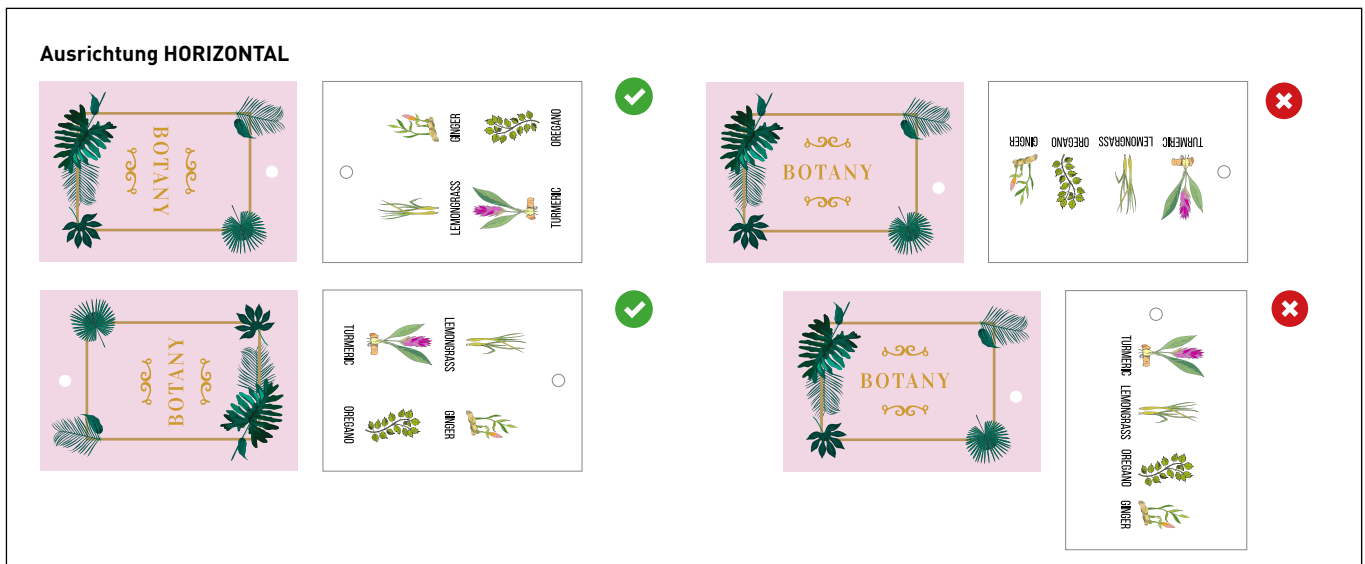 Ausrichtung HORIZONTAL
BOTANY
GINGER
OREGANO
LEMONGRASS
TURMERIC
BOTANY
GINGER
OREGANO
LEMONGRASS
TURMERIC
BOTANY
TURMERIC
LEMONGRASS
OREGANO
GINGER
BOTANY
TURMERIC
LEMONGRASS
OREGANO
GINGER